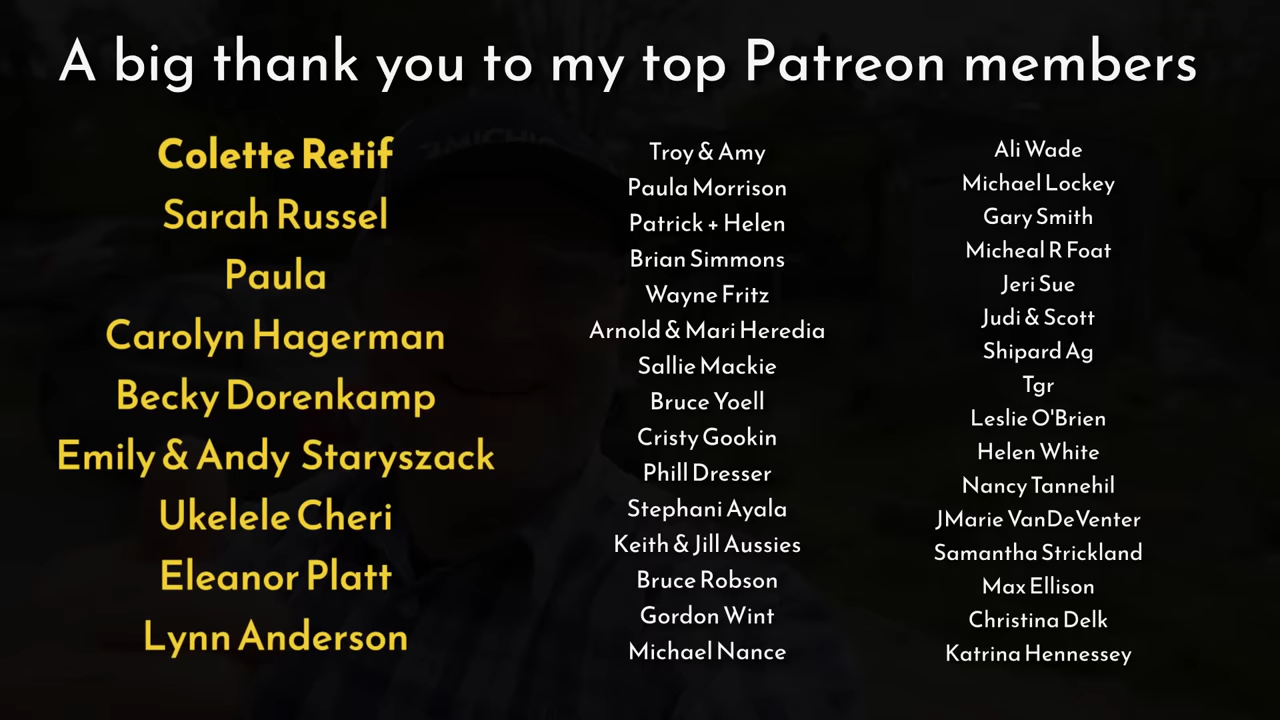 A big thank you to my top Patreon members
Colette Retif
Sarah Russel
Paula
Carolyn Hagerman
Becky Dorenkamp
Emily & Andy Staryszack
Ukelele Cheri
Eleanor Platt
Lynn Anderson
Troy & Amy
Paula Morrison
Patrick + Helen
Brian Simmons
Wayne Fritz
Arnold & Mari Heredia
Sallie Mackie
Bruce Yoell
Cristy Gookin
Phill Dresser
Stephani Ayala
Keith & Jill Aussies
Bruce Robson
Gordon Wint
Michael Nance
Ali Wade
Michael Lockey
Gary Smith
Micheal R Foat
Jeri Sue
Judi & Scott
Shipard Ag
Tgr
Leslie O'Brien
Helen White
Nancy Tannehil
JMarie VanDeVenter
Samantha Strickland
Max Ellison
Christina Delk
Katrina Hennessey